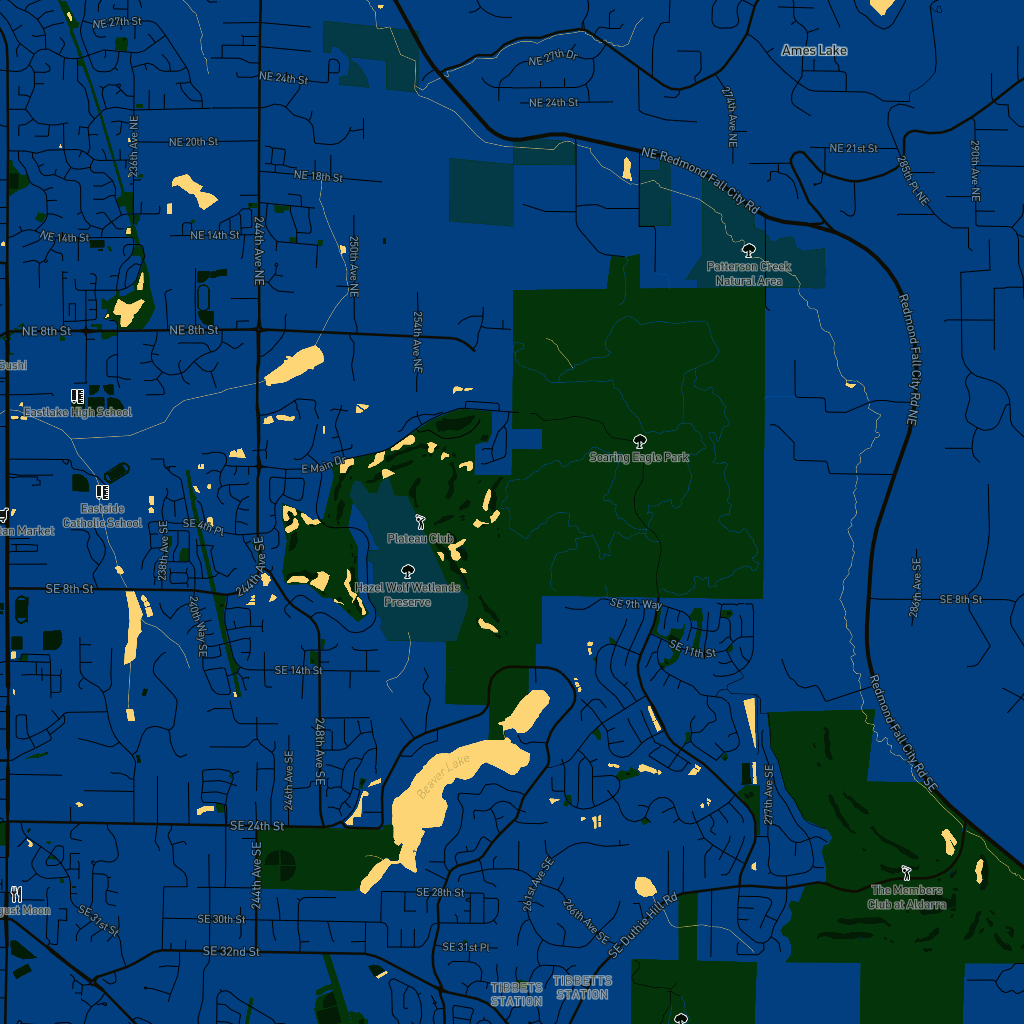 NE 27th St
Ames Lake
NE 27th Dr
NE 24th St
NE 24th St
274th Ave NE
236th Ave NE
NE 20th St
NE 21st St
290th Ave NE
NE Redmond Fall City Rd
285th Pl NE
NE 18th St
NE 14th St
NE 14th St
244th Ave NE
250th Ave NE
Patterson Creek
Natural Area
NE 8th St
NE 8th St
254th Ave NE
Redmond Fall City Rd NE
Bushi
Eastlake High School
Soaring Eagle Park
E Main Dr
Eastside
Catholic School
SE 4th Pl
Plateau Club
an Market
238th Ave SE
244th Ave SE
Hazel Wolf Wetlands
Preserve
SE 8th St
240th Way SE
SE 9th Way
286th Ave SE
SE 8th St
SE 11th St
SE 14th St
Redmond Fall City Rd SE
248th Ave SE
246th Ave SE
Beaver Lake
277th Ave SE
SE 24th St
244th Ave SE
SE 28th St
261st Ave SE
266th Ave SE
SE Duthie Hill Rd
The Members
Club at Aldarra
gust Moon
SE 31st St
SE 30th St
SE 32nd St
SE 31st Pl
TIBBETS
STATION
TIBBETTS
STATION